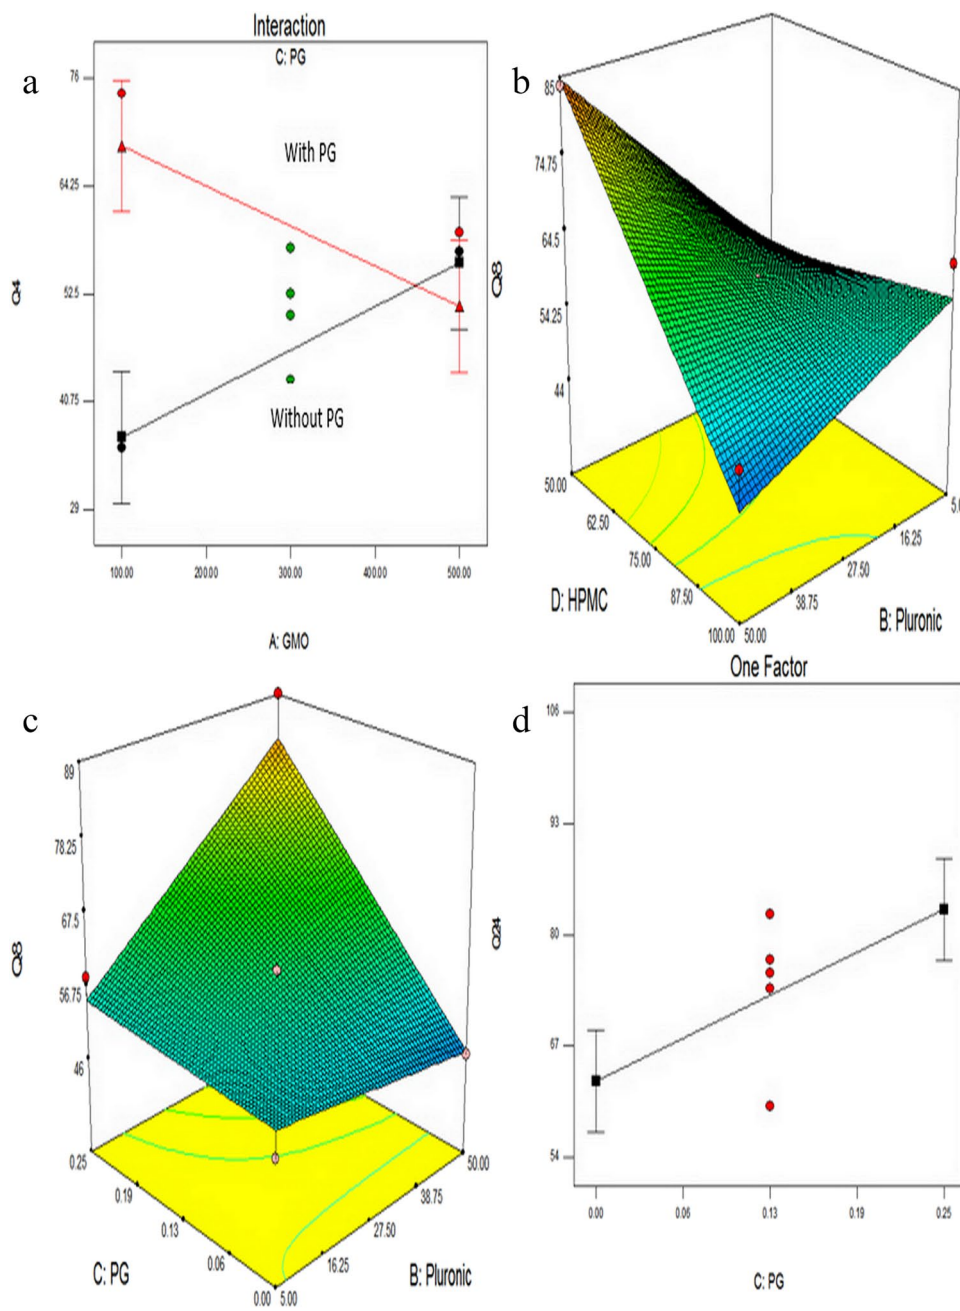 a
Interaction
C: PG
76
64.25
52.5
40.75
29
Q4
With PG
Without PG
100.00
200.00
300.00
400.00
500.00
A: GMO
b
85
74.75
64.5
54.25
44
Q8
50.00
62.50
75.00
87.50
100.00
D: HPMC
50.00
38.75
27.50
16.25
5.0
B: Pluronic
c
89
78.25
67.5
56.75
46
Q8
0.25
0.19
0.13
0.06
0.00
C: PG
5.00
16.25
27.50
38.75
50.00
B: Pluronic
d
One Factor
106
93
80
67
54
Q24
0.00
0.06
0.13
0.19
0.25
C: PG